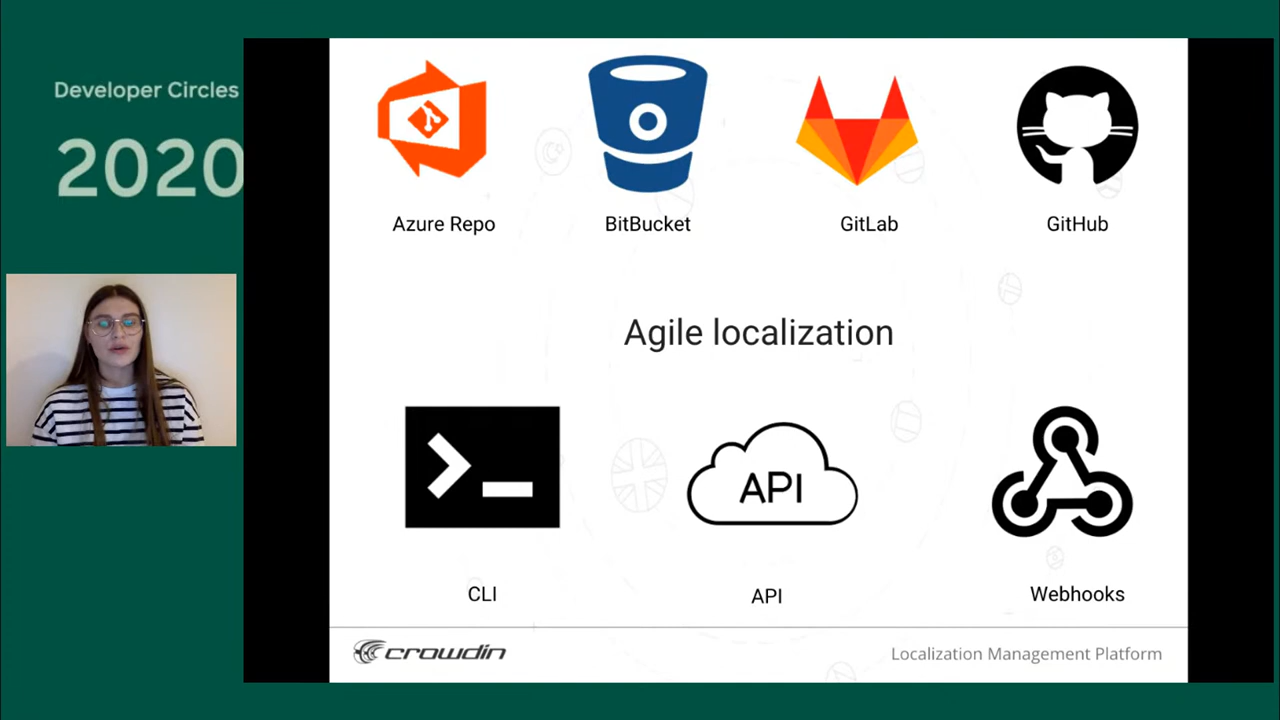 Developer Circles
2020
Azure Repo
BitBucket
GitLab
GitHub
Agile localization
API
CLI
API
Webhooks
crowdin
Localization Management Platform